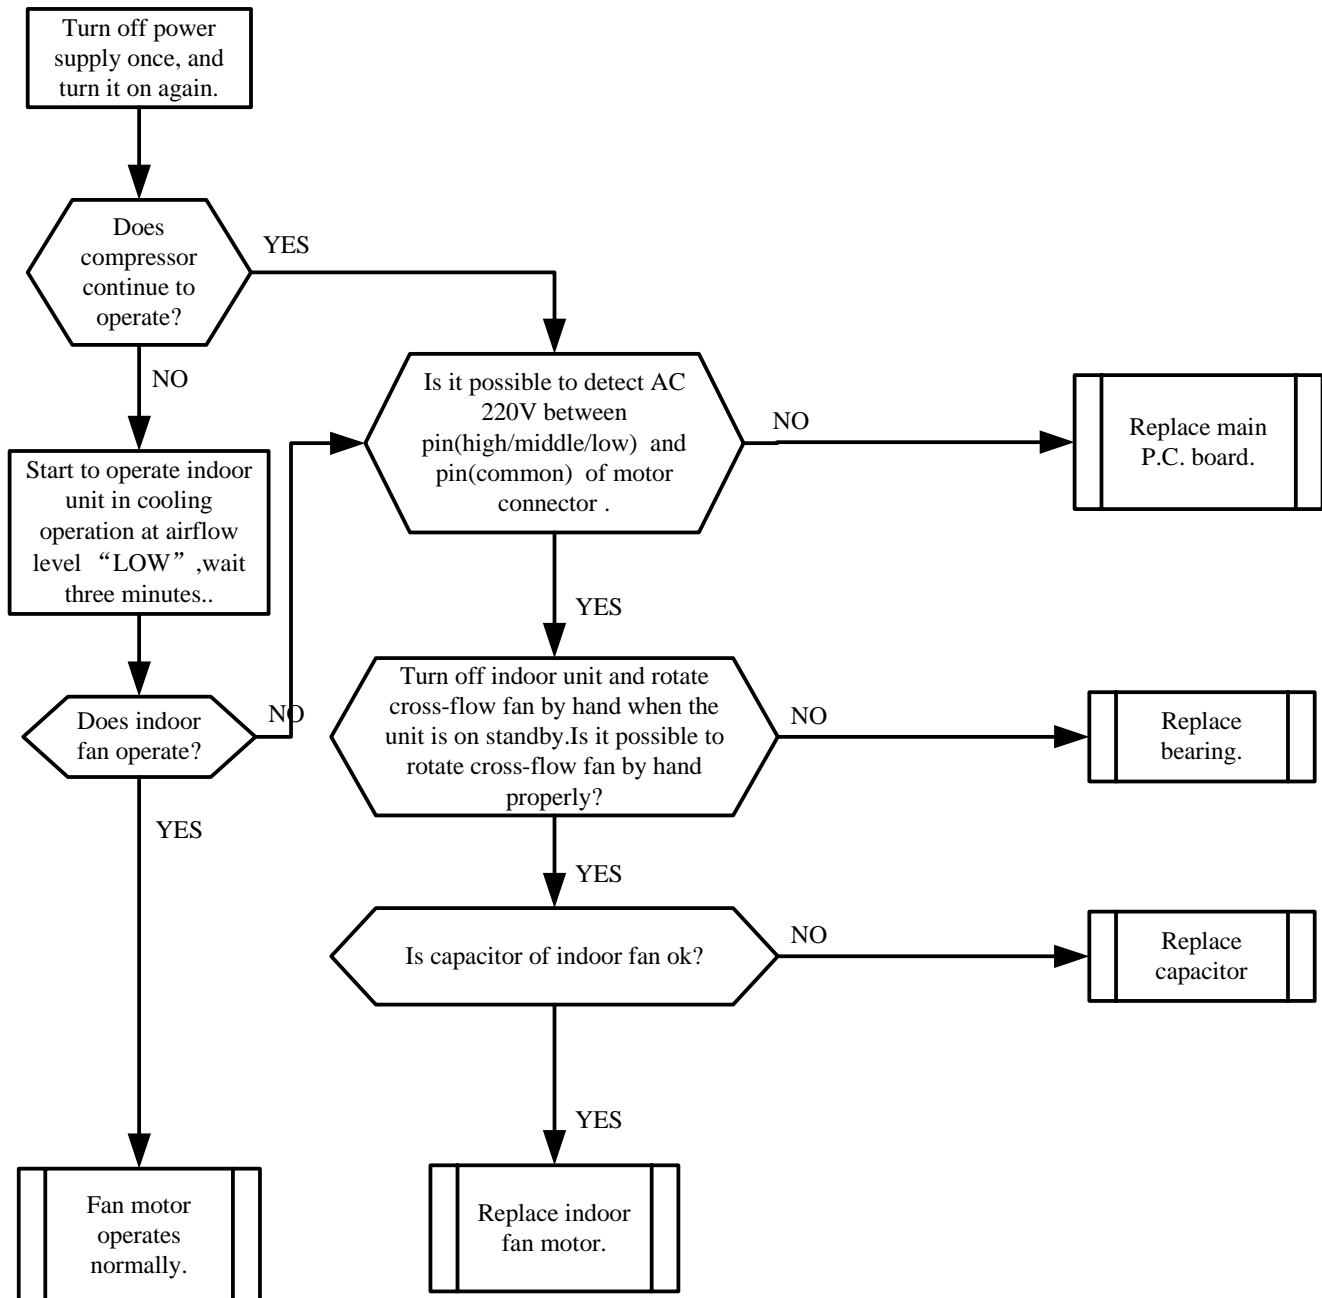 Turn off power
supply once, and
turn it on again.
Does
compressor
continue to
operate?
YES
NO
Start to operate indoor
unit in cooling
operation at airflow
level “LOW” ,wait
three minutes..
Does indoor
fan operate?
NO
YES
Fan motor
operates
normally.
Is it possible to detect AC
220V between
pin(high/middle/low) and
pin(common) of motor
connector .
NO
Replace main
P.C. board.
YES
Turn off indoor unit and rotate
cross-flow fan by hand when the
unit is on standby.Is it possible to
rotate cross-flow fan by hand
properly?
NO
Replace
bearing.
YES
Is capacitor of indoor fan ok?
NO
Replace
capacitor
YES
Replace indoor
fan motor.